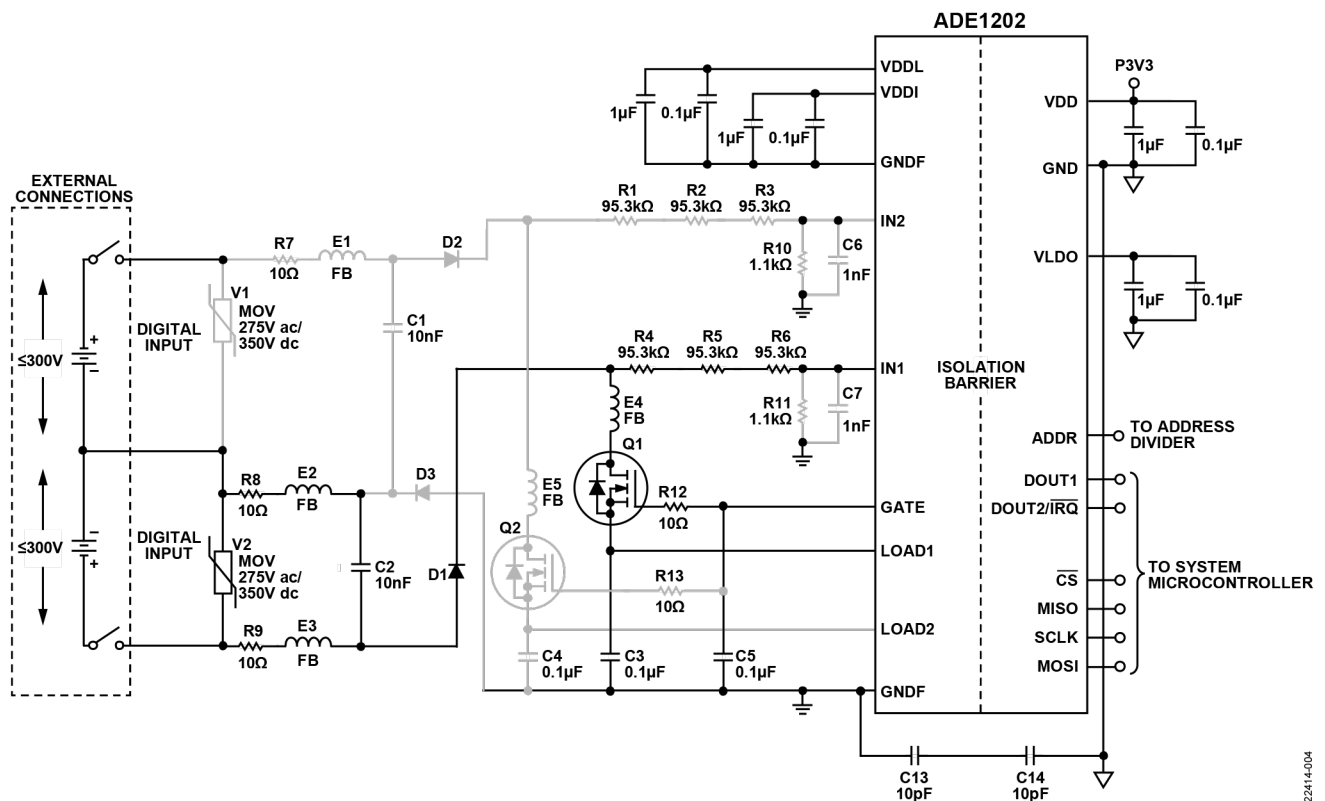 ADE1202
VDDL
VDDI
1µF
0.1µF
1µF
0.1µF
GNDF
P3V3
VDD
1µF
0.1µF
GND
EXTERNAL
CONNECTIONS
R1
95.3kΩ
R2
95.3kΩ
R3
95.3kΩ
IN2
R7
10Ω
E1
FB
D2
R10
1.1kΩ
C6
1nF
VLDO
1µF
0.1µF
+
≤300V
−
DIGITAL
INPUT
V1
MOV
275V ac/
350V dc
C1
10nF
R4
95.3kΩ
R5
95.3kΩ
R6
95.3kΩ
IN1
ISOLATION
BARRIER
E4
FB
R11
1.1kΩ
C7
1nF
ADDR
TO ADDRESS
DIVIDER
Q1
R8
10Ω
E2
FB
D3
E5
FB
R12
10Ω
GATE
DOUT1
DOUT2/IRQ
−
≤300V
+
DIGITAL
INPUT
V2
MOV
275V ac/
350V dc
C2
10nF
D1
Q2
LOAD1
R13
10Ω
CS
MISO
SCLK
MOSI
TO SYSTEM
MICROCONTROLLER
R9
10Ω
E3
FB
LOAD2
C4
0.1µF
C3
0.1µF
C5
0.1µF
GNDF
C13
10pF
C14
10pF
22414-004